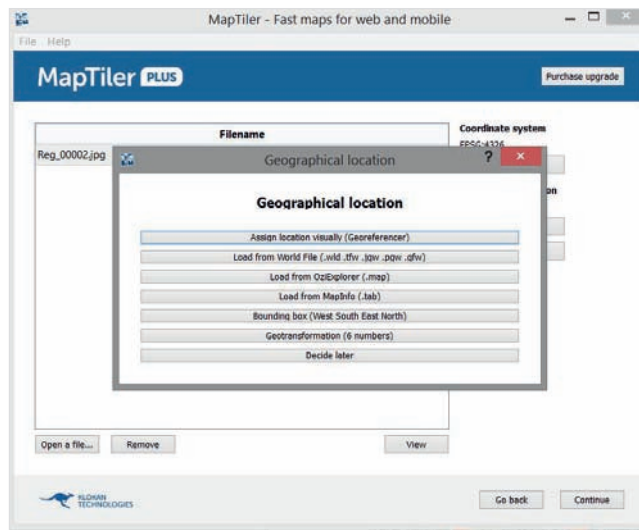 MapTiler - Fast maps for web and mobile
File Help
MapTiler PLUS
Purchase upgrade
Filename
Coordinate system
EPSG:4326
Reg_00002.jpg
Geographical location
?
Geographical location
Assign location visually (Georeferencer)
Load from World File (.wld .tfw .jgw .pgw .gfw)
Load from OziExplorer (.map)
Load from MapInfo (.tab)
Bounding box (West South East North)
Geotransformation (6 numbers)
Decide later
Open a file...
Remove
View
KLOKAN
TECHNOLOGIES
Go back
Continue